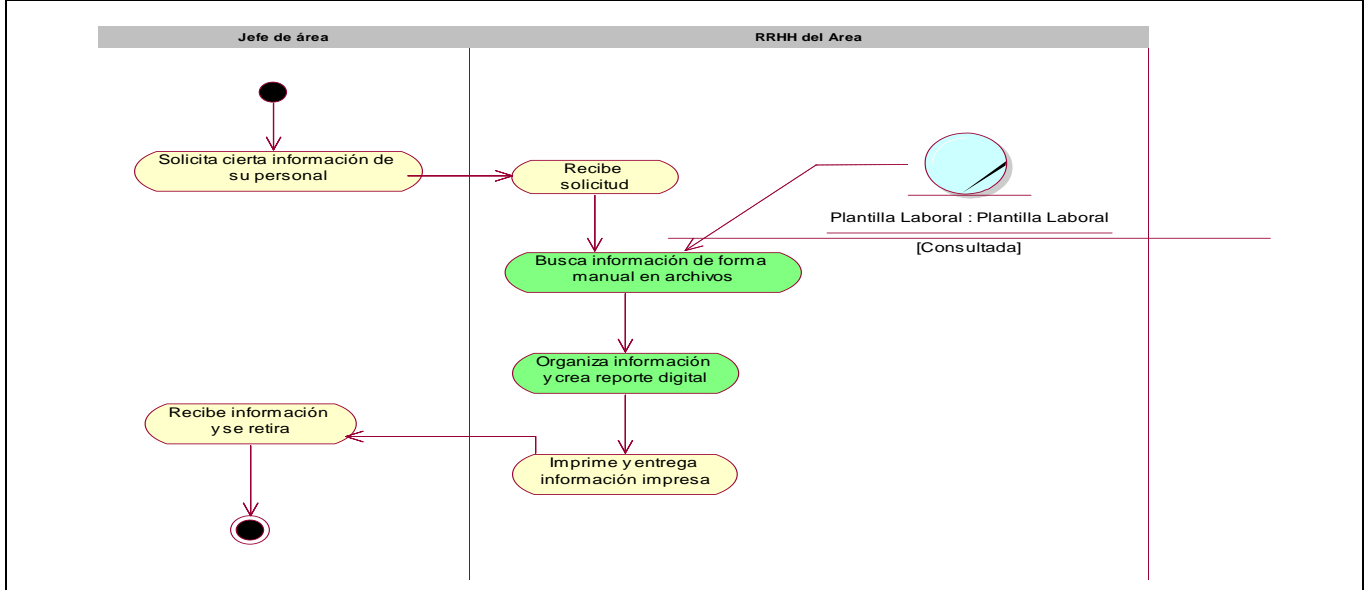 Jefe de área
RRHH del Area
Solicita cierta información de
su personal
Recibe
solicitud
Plantilla Laboral : Plantilla Laboral
[Consultada]
Busca información de forma
manual en archivos
Organiza información
y crea reporte digital
Recibe información
y se retira
Imprime y entrega
información impresa